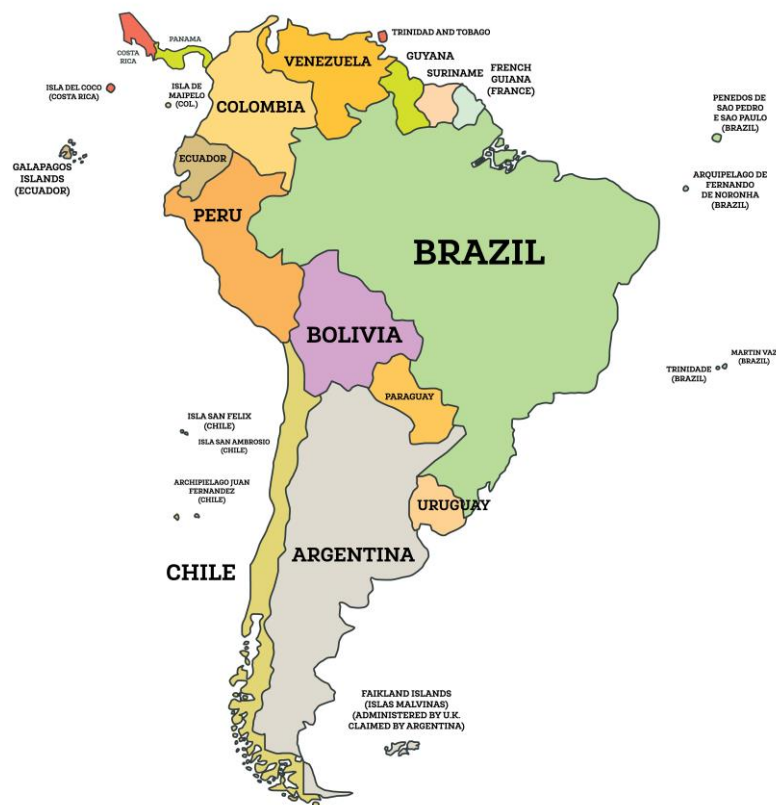 COSTA
RICA
PANAMA
TRINIDAD AND TOBAGO
VENEZUELA
GUYANA
SURINAME
FRENCH
GUIANA
(FRANCE)
ISLA DEL COCO
(COSTA RICA)
ISLA DE
MAIPELO
(COL.)
COLOMBIA
PENEDOS DE
SAO PEDRO
E SAO PAULO
(BRAZIL)
GALAPAGOS
ISLANDS
(ECUADOR)
ECUADOR
ARQUIPELAGO DE
FERNANDO
DE NORONHA
(BRAZIL)
PERU
BRAZIL
BOLIVIA
MARTIN VAZ
(BRAZIL)
TRINIDADE
(BRAZIL)
PARAGUAY
ISLA SAN FELIX
(CHILE)
ISLA SAN AMBROSIO
(CHILE)
ARCHIPIELAGO JUAN
FERNANDEZ
(CHILE)
URUGUAY
ARGENTINA
CHILE
FAIKLAND ISLANDS
(ISLAS MALVINAS)
(ADMINISTERED BY U.K.
CLAIMED BY ARGENTINA)